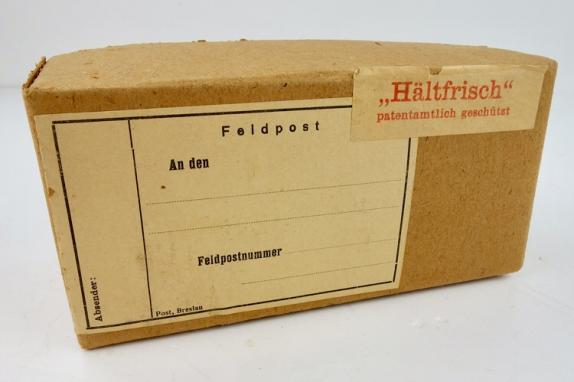 „Hältfrisch“
patentamtlich geschützt
Feldpost
An den
Feldpostnummer
Absender:
Post, Breslau